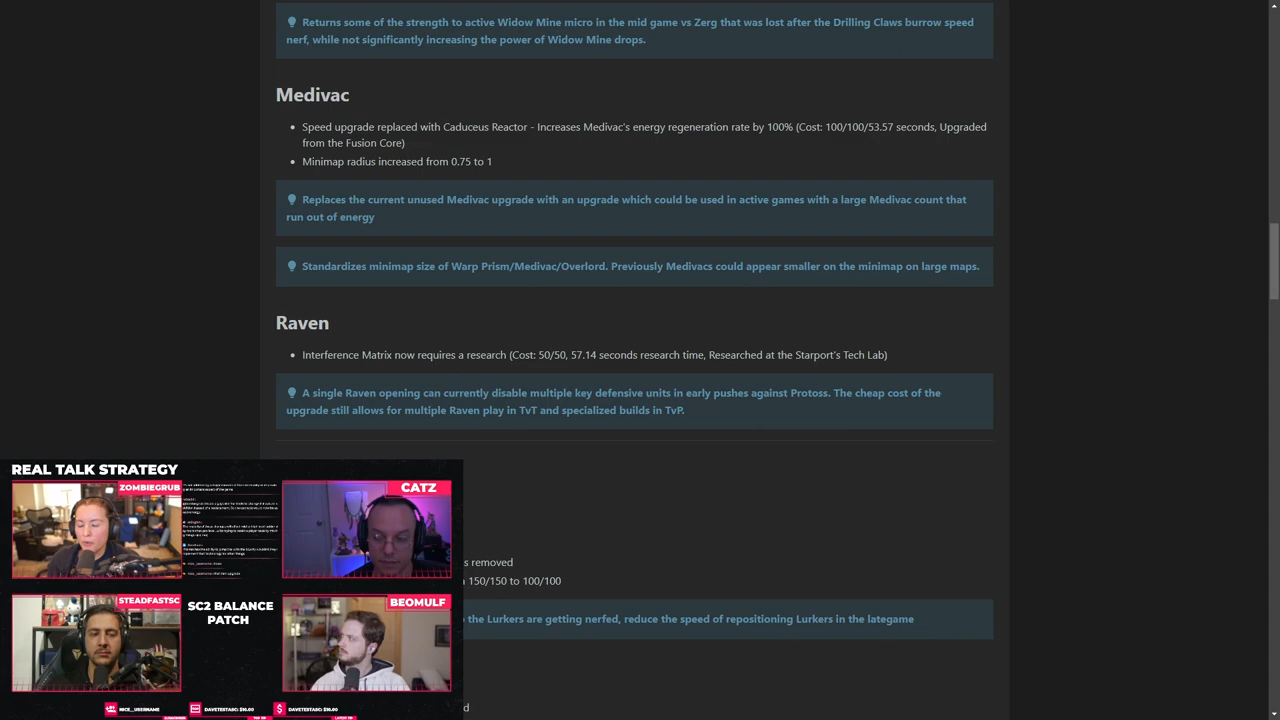 Returns some of the strength to active Widow Mine micro in the mid game vs Zerg that was lost after the Drilling Claws burrow speed
nerf, while not significantly increasing the power of Widow Mine drops.
Medivac
• Speed upgrade replaced with Caduceus Reactor - Increases Medivac's energy regeneration rate by 100% (Cost: 100/100/53.57 seconds, Upgraded
from the Fusion Core)
• Minimap radius increased from 0.75 to 1
Replaces the current unused Medivac upgrade with an upgrade which could be used in active games with a large Medivac count that
run out of energy
Standardizes minimap size of Warp Prism/Medivac/Overlord. Previously Medivacs could appear smaller on the minimap on large maps.
Raven
• Interference Matrix now requires a research (Cost: 50/50, 57.14 seconds research time, Researched at the Starport's Tech Lab)
A single Raven opening can currently disable multiple key defensive units in early pushes against Protoss. The cheap cost of the
upgrade still allows for multiple Raven play in TvT and specialized builds in TvP.
REAL TALK STRATEGY
ZOMBIEGRUB
CATZ
s removed
150/150 to 100/100
STEADFASTSC
SC2 BALANCE
PATCH
BEOMULF
the Lurkers are getting nerfed, reduce the speed of repositioning Lurkers in the lategame
NICE_USERNAME
DAVETESTASC: $10.00
DAVETESTASC: $10.00
d